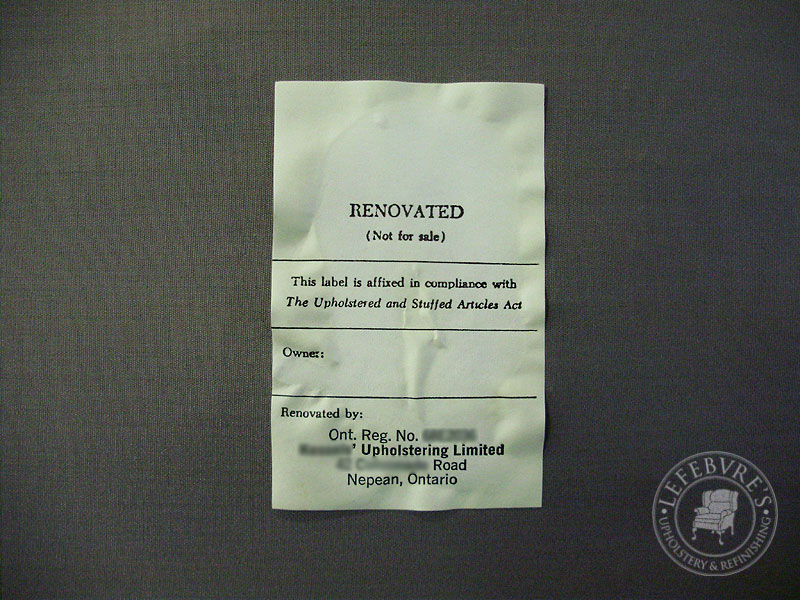 RENOVATED
(Not for sale)
This label is affixed in compliance with
The Upholstered and Stuffed Articles Act
Owner:
Renovated by:
Ont. Reg. No.
' Upholstering Limited
Road
Nepean, Ontario
LEFEBVRE'S
UPHOLSTERY & REFINISHING